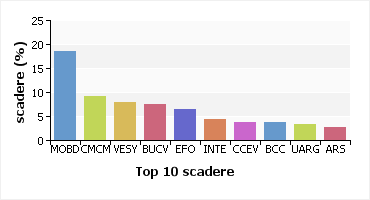 scadere (%)
25
20
15
10
5
0
MOBD CMCM VESY BUCV EFO INTE CCEV BCC UARG ARS
Top 10 scadere